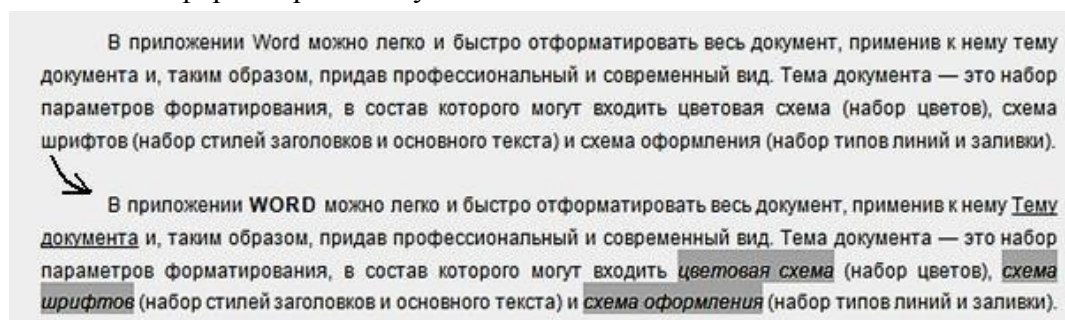 В приложении Word можно легко и быстро отформатировать весь документ, применив к нему тему
документа и, таким образом, придав профессиональный и современный вид. Тема документа — это набор
параметров форматирования, в состав которого могут входить цветовая схема (набор цветов), схема
шрифтов (набор стилей заголовков и основного текста) и схема оформления (набор типов линий и заливки).
В приложении WORD можно легко и быстро отформатировать весь документ, применив к нему Тему
документа и, таким образом, придав профессиональный и современный вид. Тема документа — это набор
параметров форматирования, в состав которого могут входить цветовая схема (набор цветов), схема
шрифтов (набор стилей заголовков и основного текста) и схема оформления (набор типов линий и заливки).